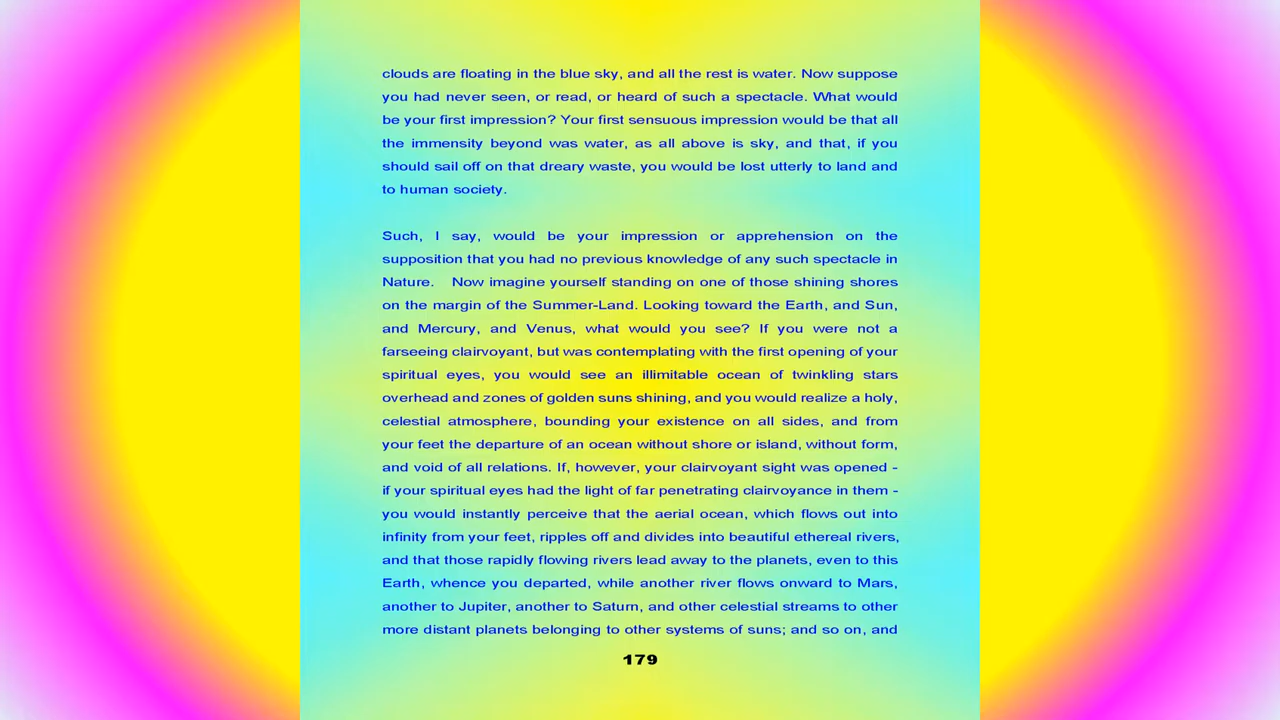 clouds are floating in the blue sky, and all the rest is water. Now suppose
you had never seen, or read, or heard of such a spectacle. What would
be your first impression? Your first sensuous impression would be that all
the immensity beyond was water, as all above is sky, and that, if you
should sail off on that dreary waste, you would be lost utterly to land and
to human society.
Such, I say, would be your impression or apprehension on the
supposition that you had no previous knowledge of any such spectacle in
Nature. Now imagine yourself standing on one of those shining shores
on the margin of the Summer-Land. Looking toward the Earth, and Sun,
and Mercury, and Venus, what would you see? If you were not a
farseeing clairvoyant, but was contemplating with the first opening of your
spiritual eyes, you would see an illimitable ocean of twinkling stars
overhead and zones of golden suns shining, and you would realize a holy,
celestial atmosphere, bounding your existence on all sides, and from
your feet the departure of an ocean without shore or island, without form,
and void of all relations. If, however, your clairvoyant sight was opened -
if your spiritual eyes had the light of far penetrating clairvoyance in them -
you would instantly perceive that the aerial ocean, which flows out into
infinity from your feet, ripples off and divides into beautiful ethereal rivers,
and that those rapidly flowing rivers lead away to the planets, even to this
Earth, whence you departed, while another river flows onward to Mars,
another to Jupiter, another to Saturn, and other celestial streams to other
more distant planets belonging to other systems of suns; and so on, and
179